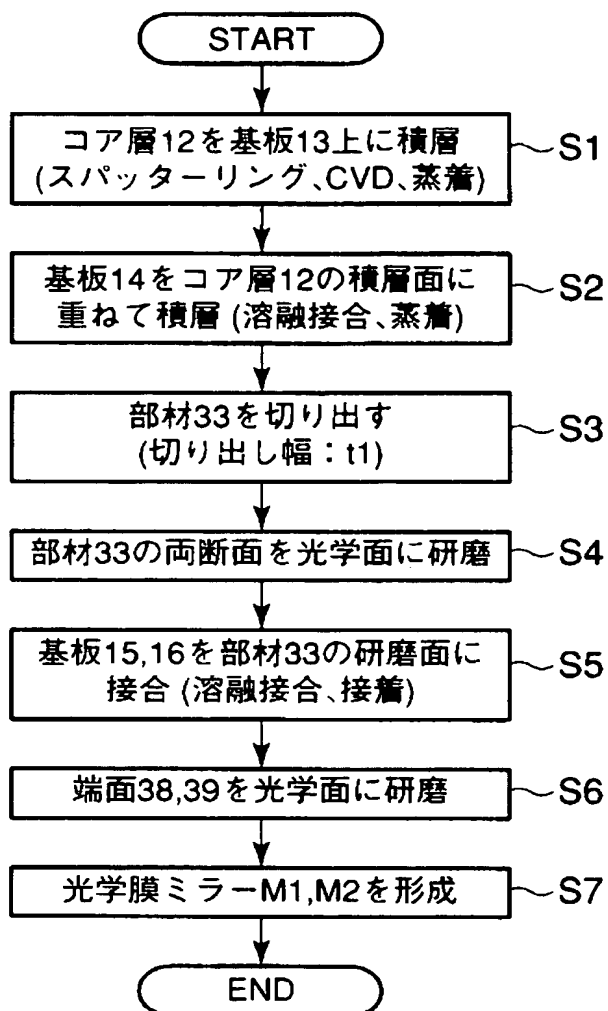 START
コア層12を基板13上に積層
(スパッターリング、CVD、蒸着)
S1
基板14をコア層12の積層面に
重ねて積層 (溶融接合、蒸着)
S2
部材33を切り出す
(切り出し幅：t1)
S3
部材33の両断面を光学面に研磨
S4
基板15,16を部材33の研磨面に
接合 (溶融接合、接着)
S5
端面38,39を光学面に研磨
S6
光学膜ミラーM1,M2を形成
S7
END